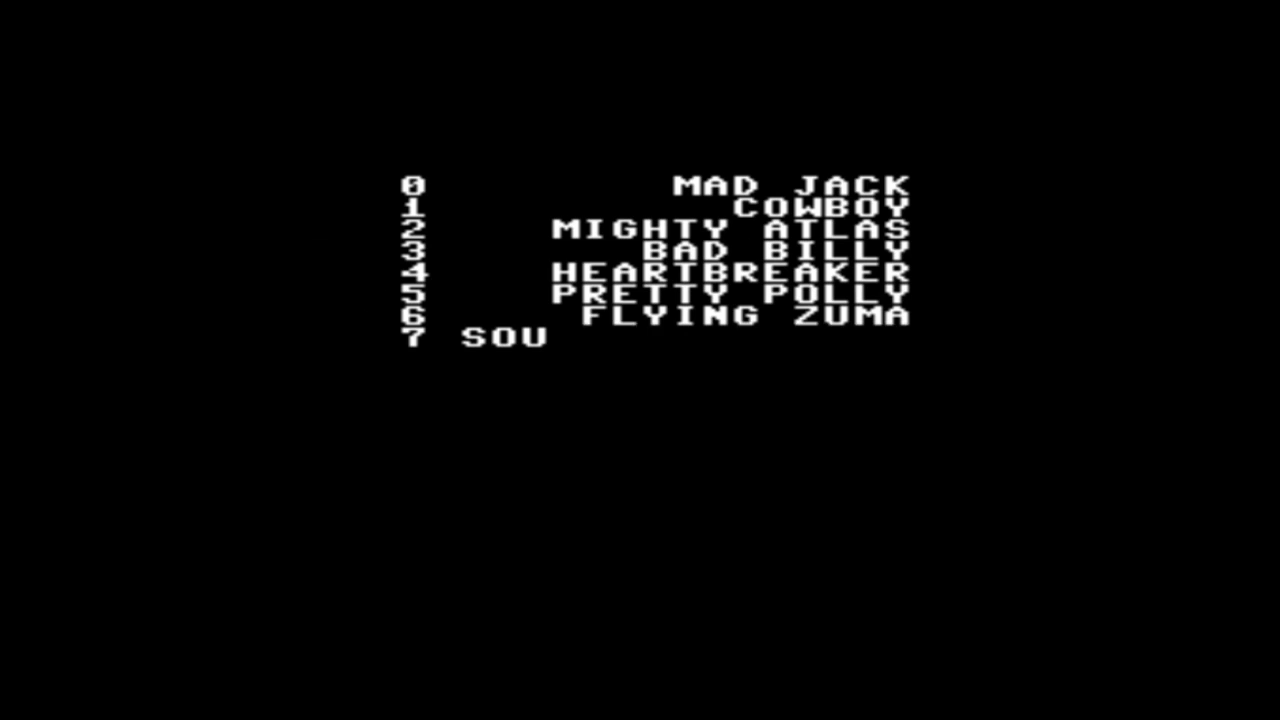 0 MAD JACK
1 COWBOY
2 MIGHTY ATLAS
3 BAD BILLY
4 HEARTBREAKER
5 PRETTY POLLY
6 FLYING ZUMA
7 SOU